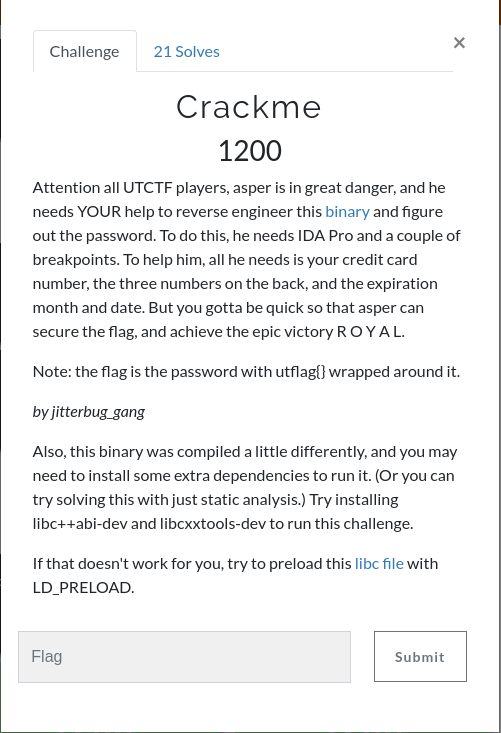 ×
Challenge
21 Solves
Crackme
1200
Attention all UTCTF players, asper is in great danger, and he
needs YOUR help to reverse engineer this binary and figure
out the password. To do this, he needs IDA Pro and a couple of
breakpoints. To help him, all he needs is your credit card
number, the three numbers on the back, and the expiration
month and date. But you gotta be quick so that asper can
secure the flag, and achieve the epic victory R O Y A L.
Note: the flag is the password with utflag{} wrapped around it.
by jitterbug_gang
Also, this binary was compiled a little differently, and you may
need to install some extra dependencies to run it. (Or you can
try solving this with just static analysis.) Try installing
libc++abi-dev and libcxxtools-dev to run this challenge.
If that doesn't work for you, try to preload this libc file with
LD_PRELOAD.
Flag
Submit